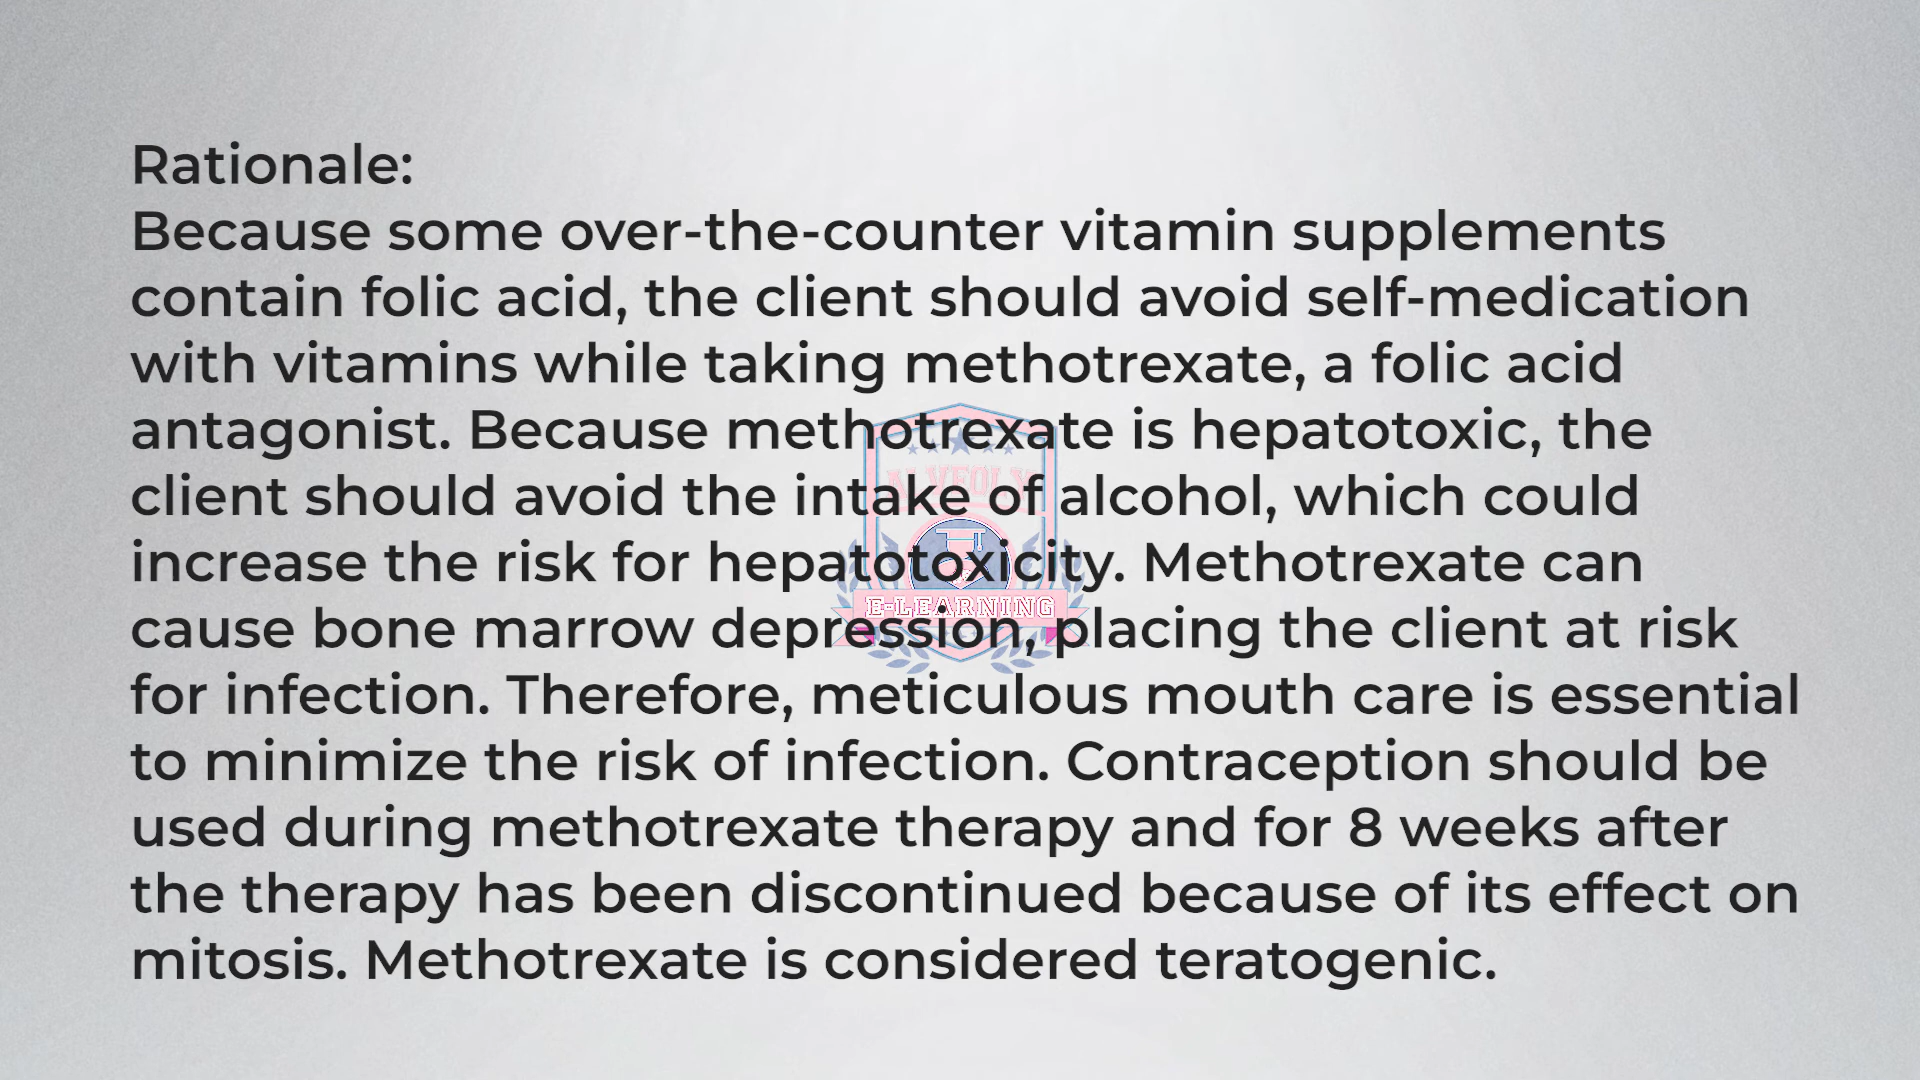 Rationale:
Because some over-the-counter vitamin supplements
contain folic acid, the client should avoid self-medication
with vitamins while taking methotrexate, a folic acid
antagonist. Because methotrexate is hepatotoxic, the
client should avoid the intake of alcohol, which could
increase the risk for hepatotoxicity. Methotrexate can
cause bone marrow depression, placing the client at risk
for infection. Therefore, meticulous mouth care is essential
to minimize the risk of infection. Contraception should be
used during methotrexate therapy and for 8 weeks after
the therapy has been discontinued because of its effect on
mitosis. Methotrexate is considered teratogenic.
ALVEOLY
E-LEARNING